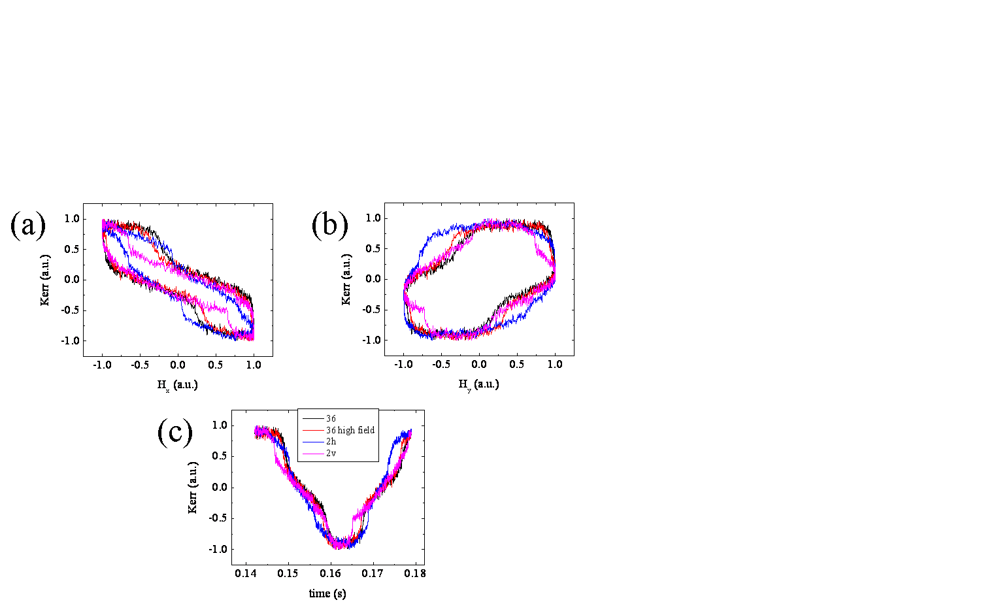 (a)
1.0
0.5
0.0
-0.5
-1.0
Kerr (a.u.)
-1.0 -0.5 0.0 0.5 1.0
Hx (a.u.)
(b)
1.0
0.5
0.0
-0.5
-1.0
Kerr (a.u.)
-1.0 -0.5 0.0 0.5 1.0
Hy (a.u.)
(c)
1.0
0.5
0.0
-0.5
-1.0
Kerr (a.u.)
36
36 high field
2h
2v
0.14 0.15 0.16 0.17 0.18
time (s)